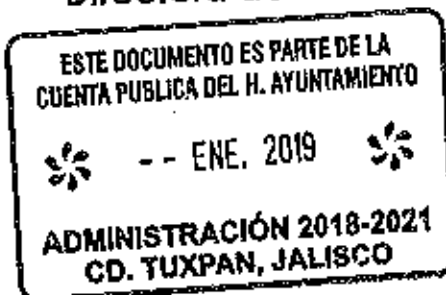 ESTE DOCUMENTO ES PARTE DE LA
CUENTA PUBLICA DEL H. AYUNTAMIENTO
- - ENE. 2019
ADMINISTRACIÓN 2018-2021
CD. TUXPAN, JALISCO